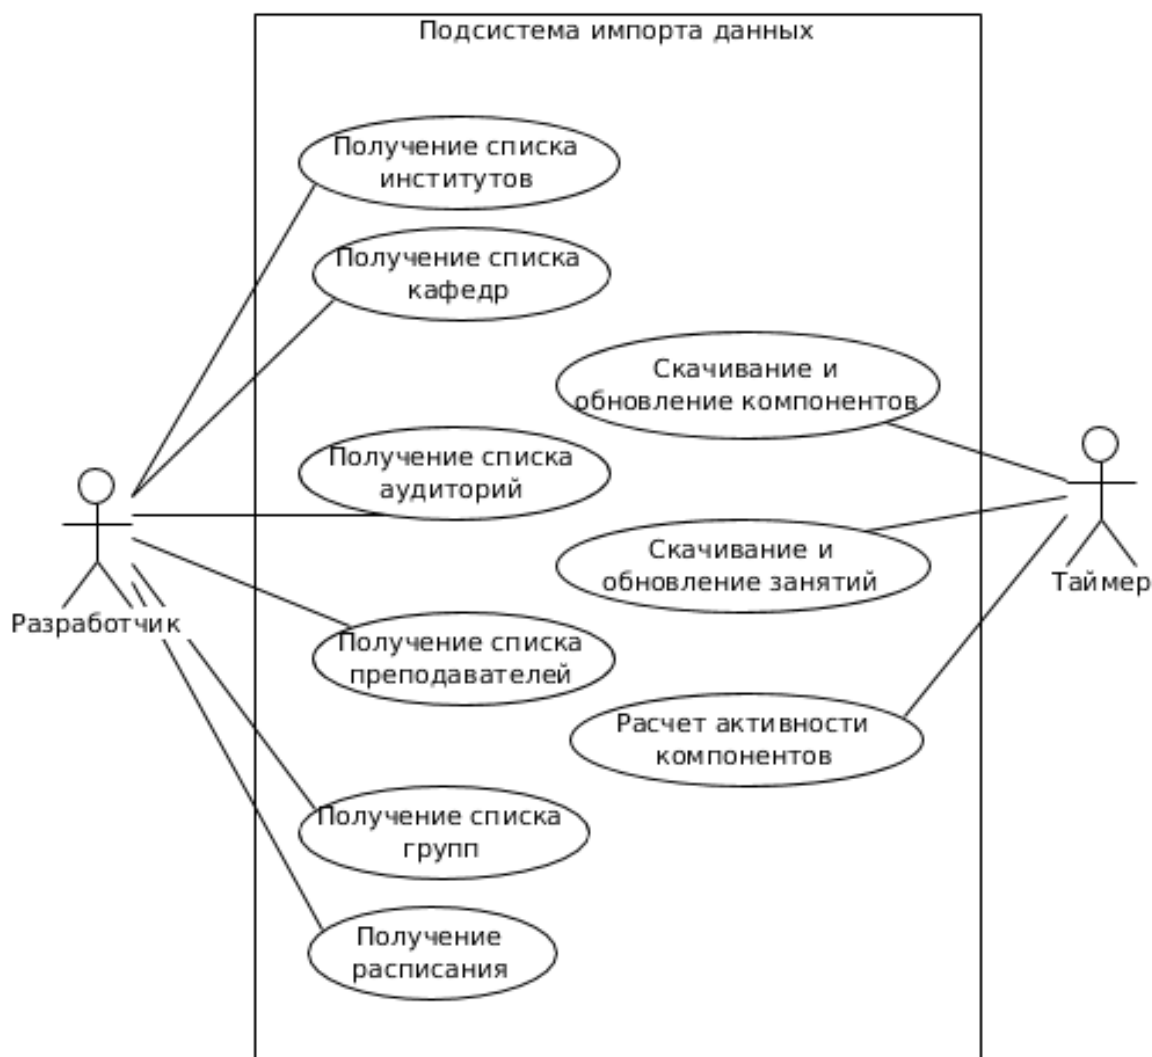 Подсистема импорта данных
Получение списка
институтов
Получение списка
кафедр
Скачивание и
обновление компонентов
Получение списка
аудиторий
Скачивание и
обновление занятий
Таймер
Разработчик
Получение списка
преподавателей
Расчет активности
компонентов
Получение списка
групп
Получение
расписания